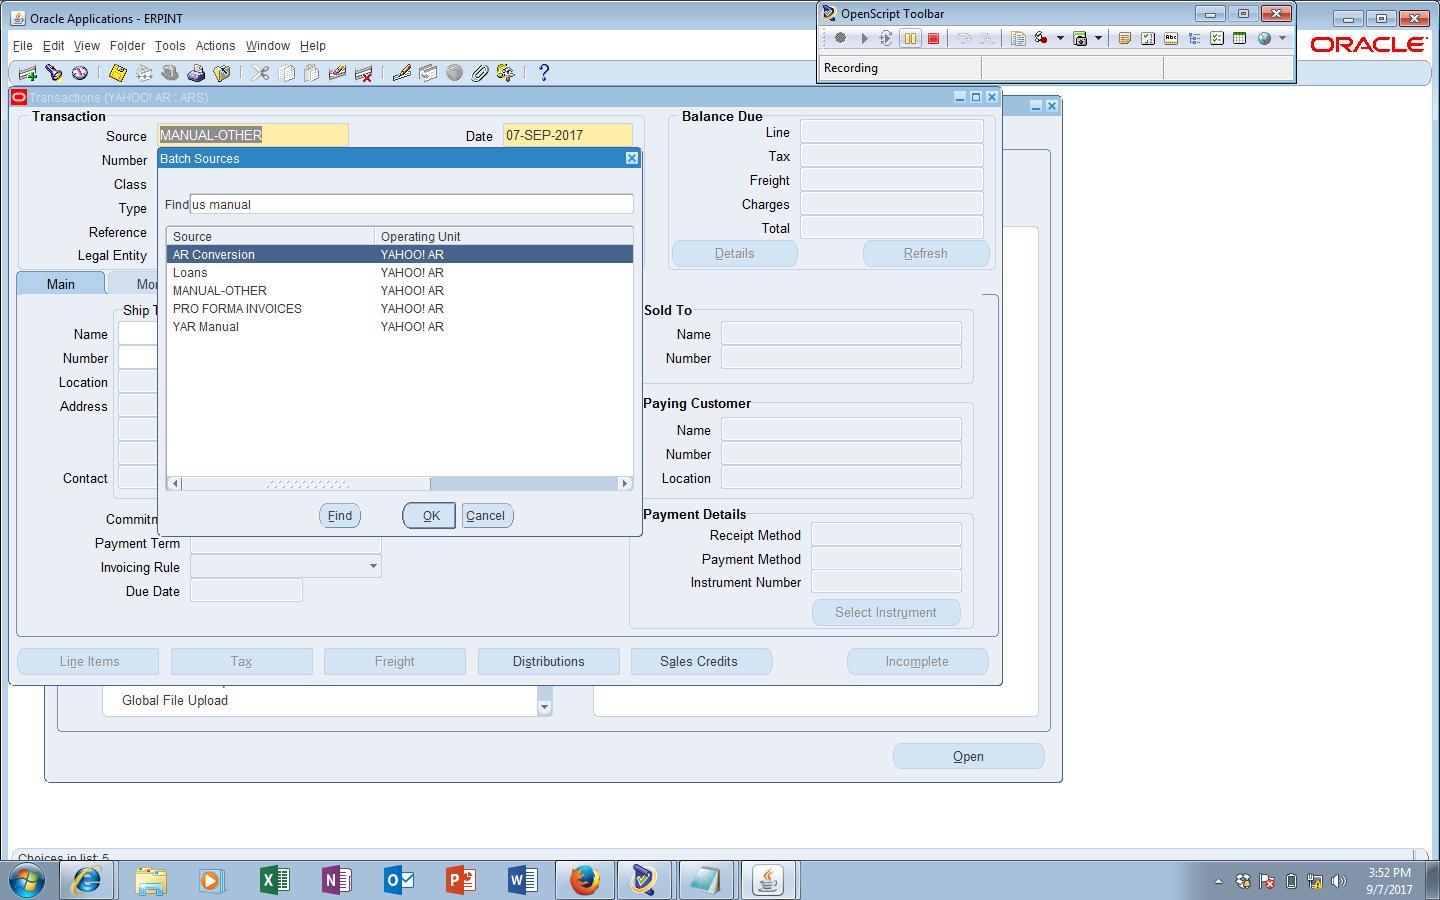 Oracle Applications - ERPINT
OpenScript Toolbar
File Edit View Folder Tools Actions Window Help
ORACLE
Recording
Transactions (YAHOO! AR : ARS)
Transaction
Source MANUAL-OTHER Date 07-SEP-2017
Number
Class
Type
Reference
Legal Entity
Balance Due
Line
Tax
Freight
Charges
Total
Details Refresh
Batch Sources
Find us manual
Source Operating Unit
AR Conversion YAHOO! AR
Loans YAHOO! AR
MANUAL-OTHER YAHOO! AR
PRO FORMA INVOICES YAHOO! AR
YAR Manual YAHOO! AR
Find OK Cancel
Main Mo
Ship T
Name
Number
Location
Address
Contact
Sold To
Name
Number
Paying Customer
Name
Number
Location
Commitn
Payment Term
Invoicing Rule
Due Date
Payment Details
Receipt Method
Payment Method
Instrument Number
Select Instrument
Line Items Tax Freight Distributions Sales Credits Incomplete
Global File Upload
Open
Choices in list: 5
3:52 PM
9/7/2017